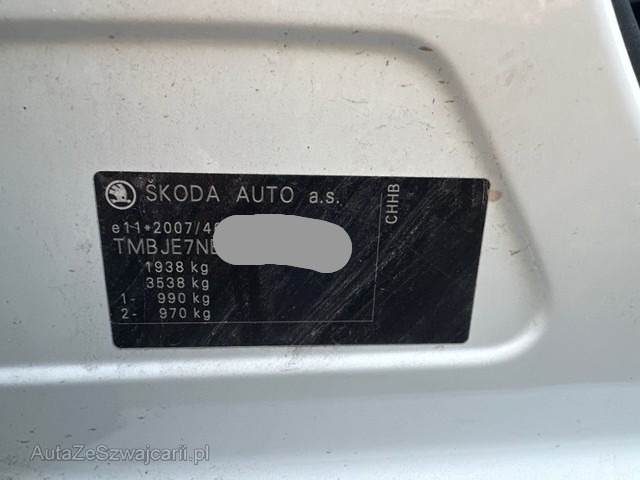 ŠKODA AUTO a.s.
e11*2007/4
TMBJE7NE
1938 kg
3538 kg
1- 990 kg
2- 970 kg
CHHB
AutaZeSzwajcarii.pl